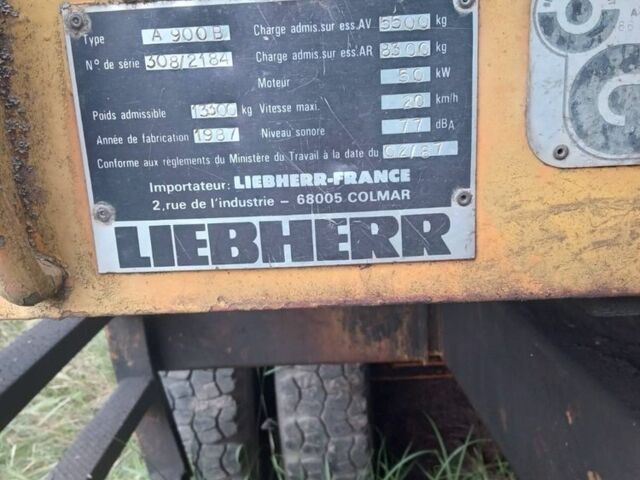 Type A 900 B Charge admis.sur ess.AV 5500 kg
N° de série 308/2184 Charge admis.sur ess.AR 8300 kg
Moteur 50 kW
Poids admissible 13300 kg Vitesse maxi. 20 km/h
Année de fabrication 1987 Niveau sonore 77 dBA
Conforme aux règlements du Ministère du Travail à la date du 02/87
Importateur: LIEBHERR-FRANCE
2,rue de l'industrie - 68005 COLMAR
LIEBHERR